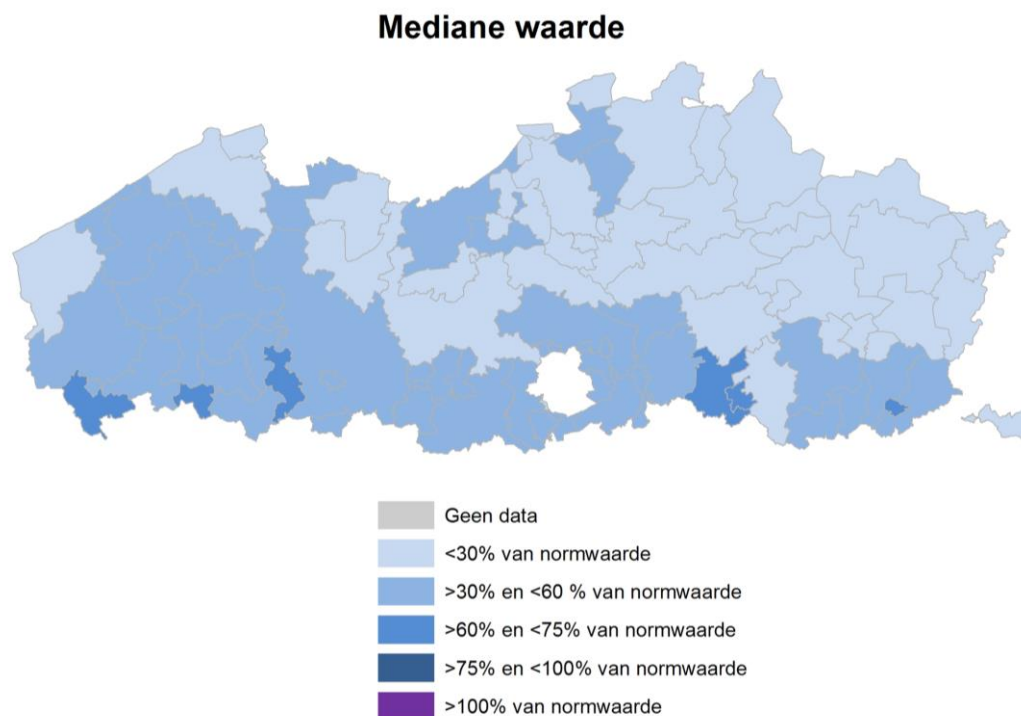 Mediane waarde
Geen data
<30% van normwaarde
>30% en <60 % van normwaarde
>60% en <75% van normwaarde
>75% en <100% van normwaarde
>100% van normwaarde